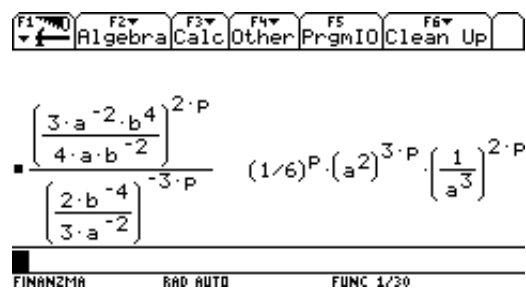 F1 F2 Algebra F3 Calc F4 Other F5 PrgmIO F6 Clean Up
((3·a^-2·b^4)/(4·a·b^-2))^(2·p) / ((2·b^-4)/(3·a^-2))^(-3·p) (1/6)^p·(a^2)^(3·p)·(1/a^3)^(2·p)
FINANZMA RAD AUTO FUNC 1/30